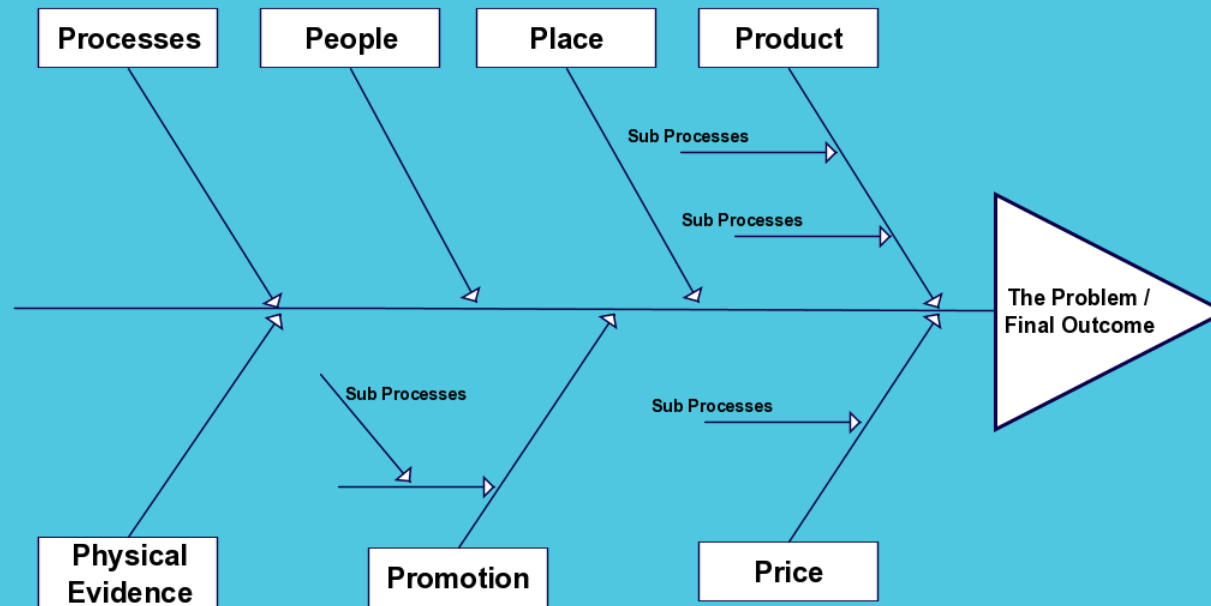 Processes
People
Place
Product
Sub Processes
Sub Processes
The Problem /
Final Outcome
Sub Processes
Sub Processes
Physical
Evidence
Promotion
Price